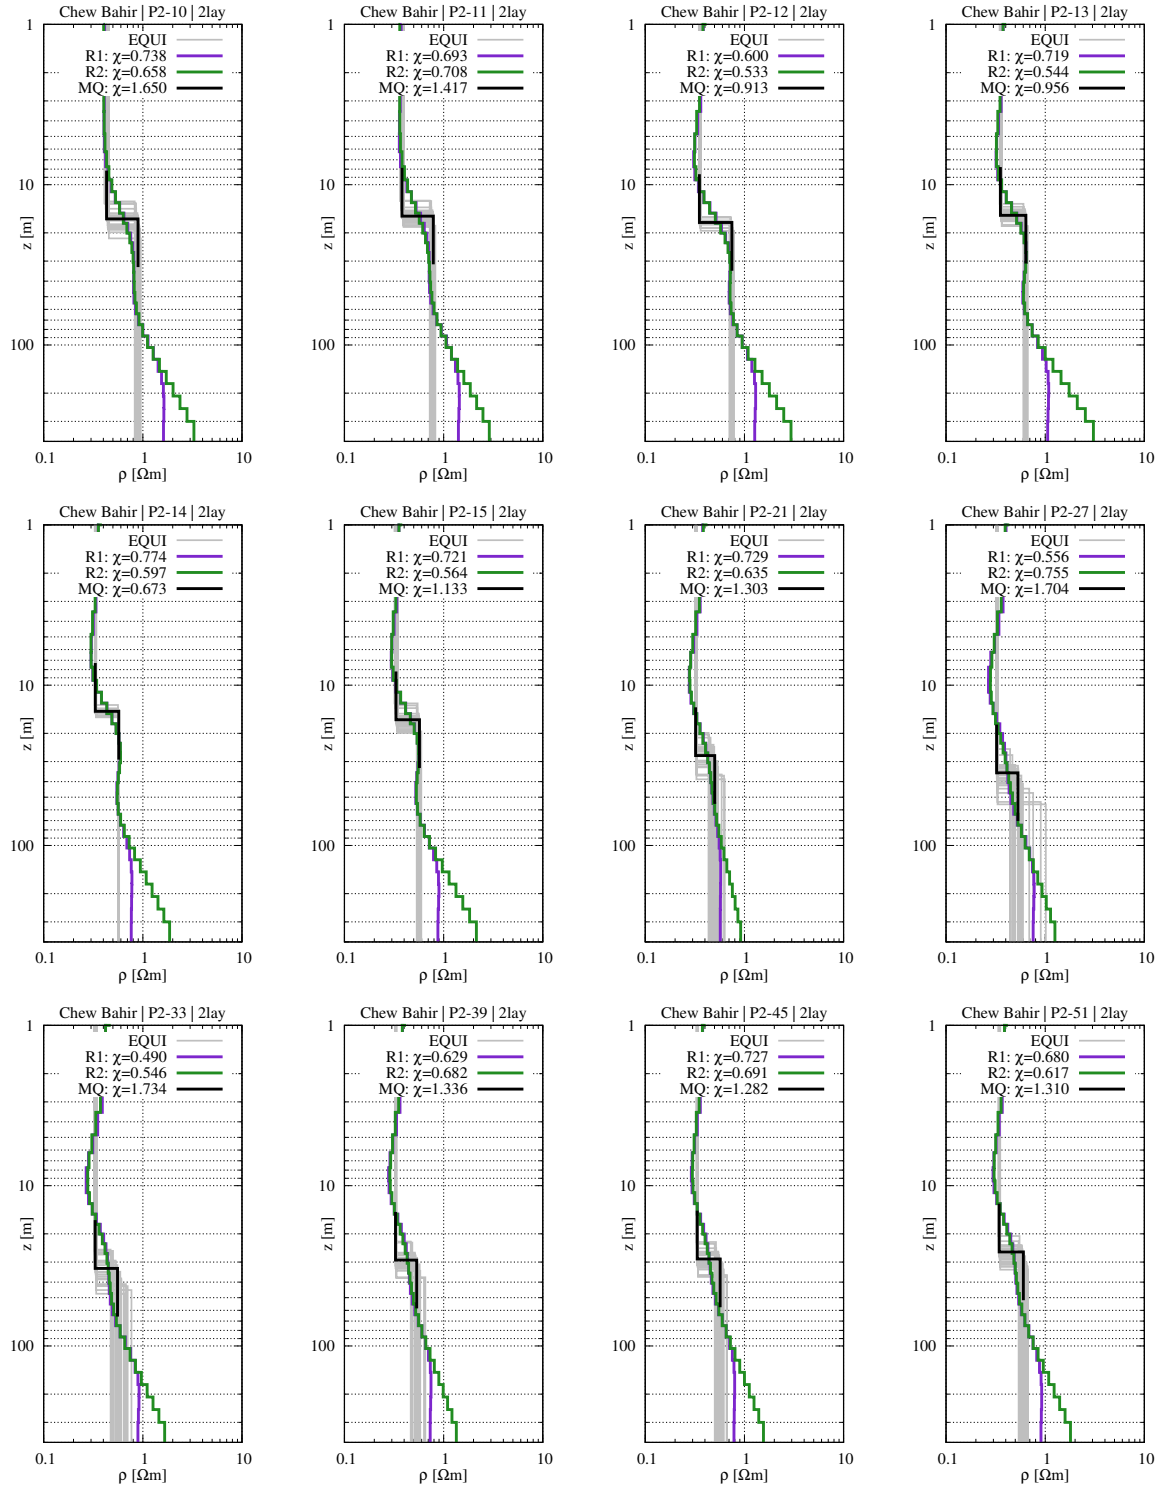 Chew Bahir | P2-10 | 2lay
EQUI
R1: χ=0.738
R2: χ=0.658
MQ: χ=1.650
1
10
100
z [m]
0.1 1 10
ρ [Ωm]
Chew Bahir | P2-11 | 2lay
EQUI
R1: χ=0.693
R2: χ=0.708
MQ: χ=1.417
1
10
100
z [m]
0.1 1 10
ρ [Ωm]
Chew Bahir | P2-12 | 2lay
EQUI
R1: χ=0.600
R2: χ=0.533
MQ: χ=0.913
1
10
100
z [m]
0.1 1 10
ρ [Ωm]
Chew Bahir | P2-13 | 2lay
EQUI
R1: χ=0.719
R2: χ=0.544
MQ: χ=0.956
1
10
100
z [m]
0.1 1 10
ρ [Ωm]
Chew Bahir | P2-14 | 2lay
EQUI
R1: χ=0.774
R2: χ=0.597
MQ: χ=0.673
1
10
100
z [m]
0.1 1 10
ρ [Ωm]
Chew Bahir | P2-15 | 2lay
EQUI
R1: χ=0.721
R2: χ=0.564
MQ: χ=1.133
1
10
100
z [m]
0.1 1 10
ρ [Ωm]
Chew Bahir | P2-21 | 2lay
EQUI
R1: χ=0.729
R2: χ=0.635
MQ: χ=1.303
1
10
100
z [m]
0.1 1 10
ρ [Ωm]
Chew Bahir | P2-27 | 2lay
EQUI
R1: χ=0.556
R2: χ=0.755
MQ: χ=1.704
1
10
100
z [m]
0.1 1 10
ρ [Ωm]
Chew Bahir | P2-33 | 2lay
EQUI
R1: χ=0.490
R2: χ=0.546
MQ: χ=1.734
1
10
100
z [m]
0.1 1 10
ρ [Ωm]
Chew Bahir | P2-39 | 2lay
EQUI
R1: χ=0.629
R2: χ=0.682
MQ: χ=1.336
1
10
100
z [m]
0.1 1 10
ρ [Ωm]
Chew Bahir | P2-45 | 2lay
EQUI
R1: χ=0.727
R2: χ=0.691
MQ: χ=1.282
1
10
100
z [m]
0.1 1 10
ρ [Ωm]
Chew Bahir | P2-51 | 2lay
EQUI
R1: χ=0.680
R2: χ=0.617
MQ: χ=1.310
1
10
100
z [m]
0.1 1 10
ρ [Ωm]